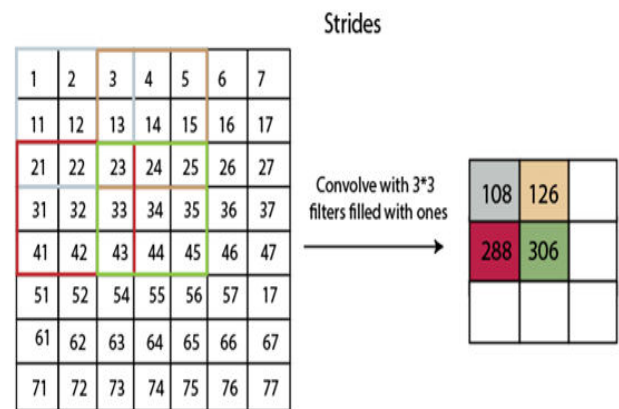 Strides
1 2 3 4 5 6 7
11 12 13 14 15 16 17
21 22 23 24 25 26 27
31 32 33 34 35 36 37
41 42 43 44 45 46 47
51 52 54 55 56 57 17
61 62 63 64 65 66 67
71 72 73 74 75 76 77
Convolve with 3*3
filters filled with ones
108 126
288 306